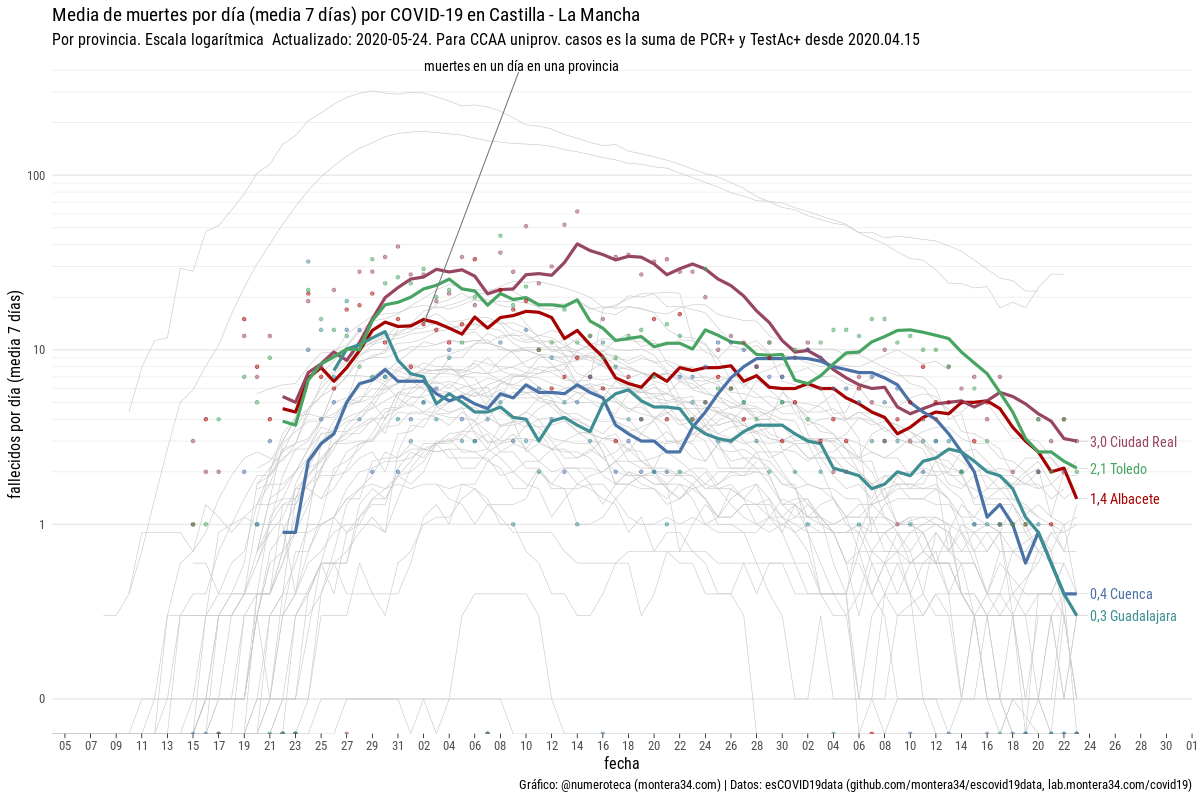 Media de muertes por día (media 7 días) por COVID-19 en Castilla - La Mancha
Por provincia. Escala logarítmica  Actualizado: 2020-05-24. Para CCAA uniprov. casos es la suma de PCR+ y TestAc+ desde 2020.04.15
muertes en un día en una provincia
fallecidos por día (media 7 días)
100
10
1
0
3,0 Ciudad Real
2,1 Toledo
1,4 Albacete
0,4 Cuenca
0,3 Guadalajara
05 07 09 11 13 15 17 19 21 23 25 27 29 31 02 04 06 08 10 12 14 16 18 20 22 24 26 28 30 02 04 06 08 10 12 14 16 18 20 22 24 26 28 30 01
fecha
Gráfico: @numeroteca (montera34.com) | Datos: esCOVID19data (github.com/montera34/escovid19data, lab.montera34.com/covid19)